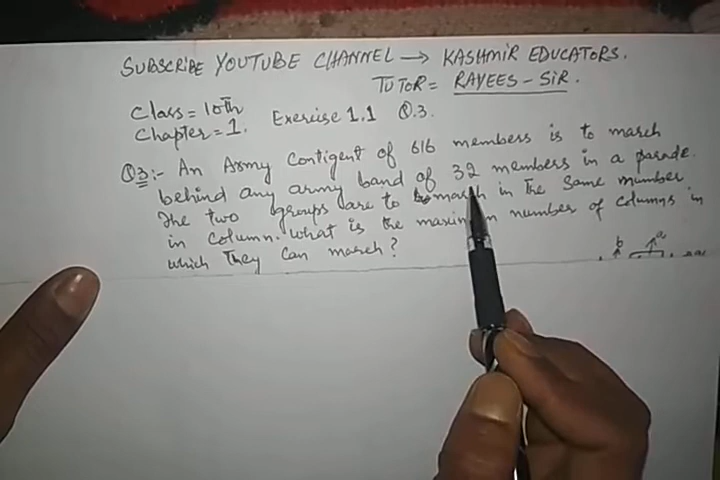 SUBSCRIBE YOUTUBE CHANNEL → KASHMIR EDUCATORS.
TUTOR = RAYEES - SIR.
Class = 10th
Exercise 1.1 Q.3.
Chapter = 1.
Q3:- An Army Contigent of 616 members is to march
behind any army band of 32 members in a parade.
The two groups are to march in the same number
in column. What is the maximum number of columns in
which they can march?
b a